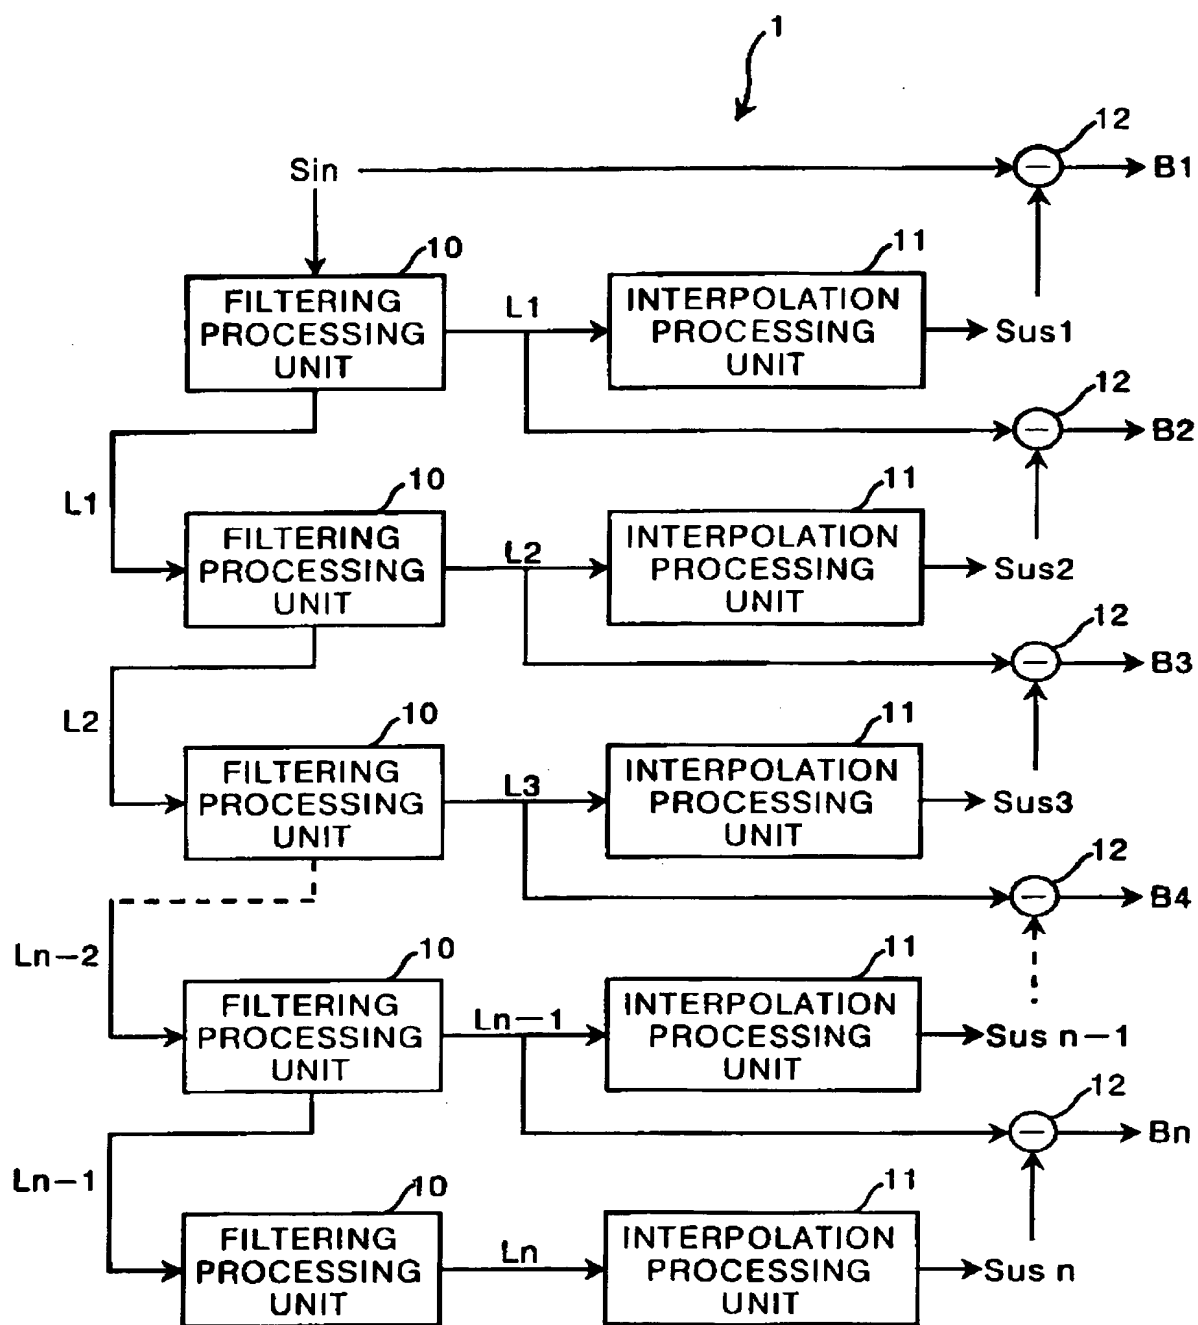 1
12
Sin
B1
10
11
FILTERING
PROCESSING
UNIT
L1
INTERPOLATION
PROCESSING
UNIT
Sus1
12
B2
L1
10
11
FILTERING
PROCESSING
UNIT
L2
INTERPOLATION
PROCESSING
UNIT
Sus2
12
B3
L2
10
11
FILTERING
PROCESSING
UNIT
L3
INTERPOLATION
PROCESSING
UNIT
Sus3
12
B4
Ln-2
10
11
FILTERING
PROCESSING
UNIT
Ln-1
INTERPOLATION
PROCESSING
UNIT
Sus n-1
12
Bn
Ln-1
10
11
FILTERING
PROCESSING
UNIT
Ln
INTERPOLATION
PROCESSING
UNIT
Sus n